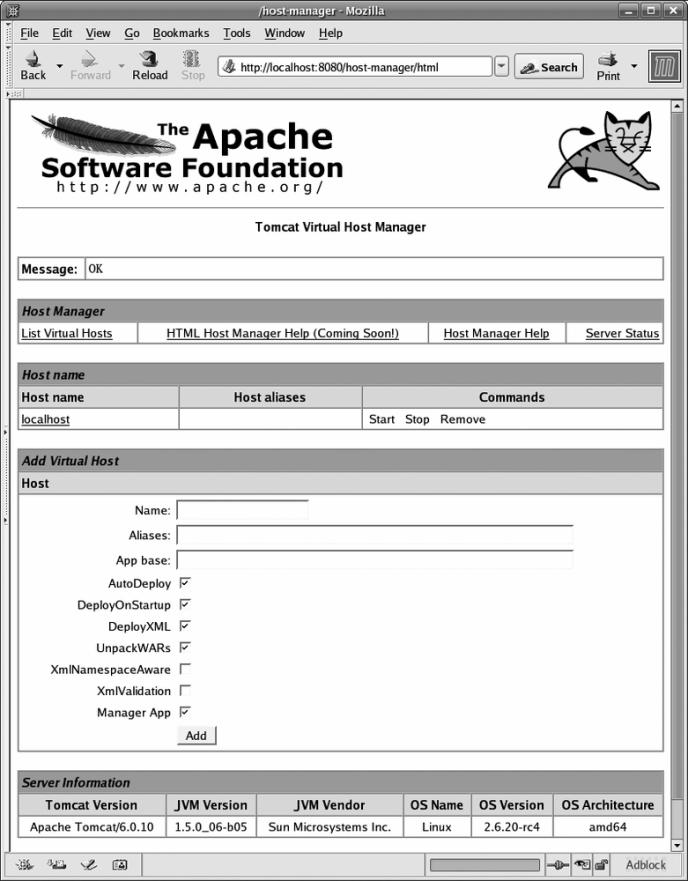 /host-manager - Mozilla
File Edit View Go Bookmarks Tools Window Help
Back Forward Reload Stop http://localhost:8080/host-manager/html Search Print
The Apache
Software Foundation
http://www.apache.org/
Tomcat Virtual Host Manager
Message: OK
Host Manager
List Virtual Hosts HTML Host Manager Help (Coming Soon!) Host Manager Help Server Status
Host name
Host name Host aliases Commands
localhost Start Stop Remove
Add Virtual Host
Host
Name:
Aliases:
App base:
AutoDeploy
DeployOnStartup
DeployXML
UnpackWARs
XmlNamespaceAware
XmlValidation
Manager App
Add
Server Information
Tomcat Version JVM Version JVM Vendor OS Name OS Version OS Architecture
Apache Tomcat/6.0.10 1.5.0_06-b05 Sun Microsystems Inc. Linux 2.6.20-rc4 amd64
Adblock